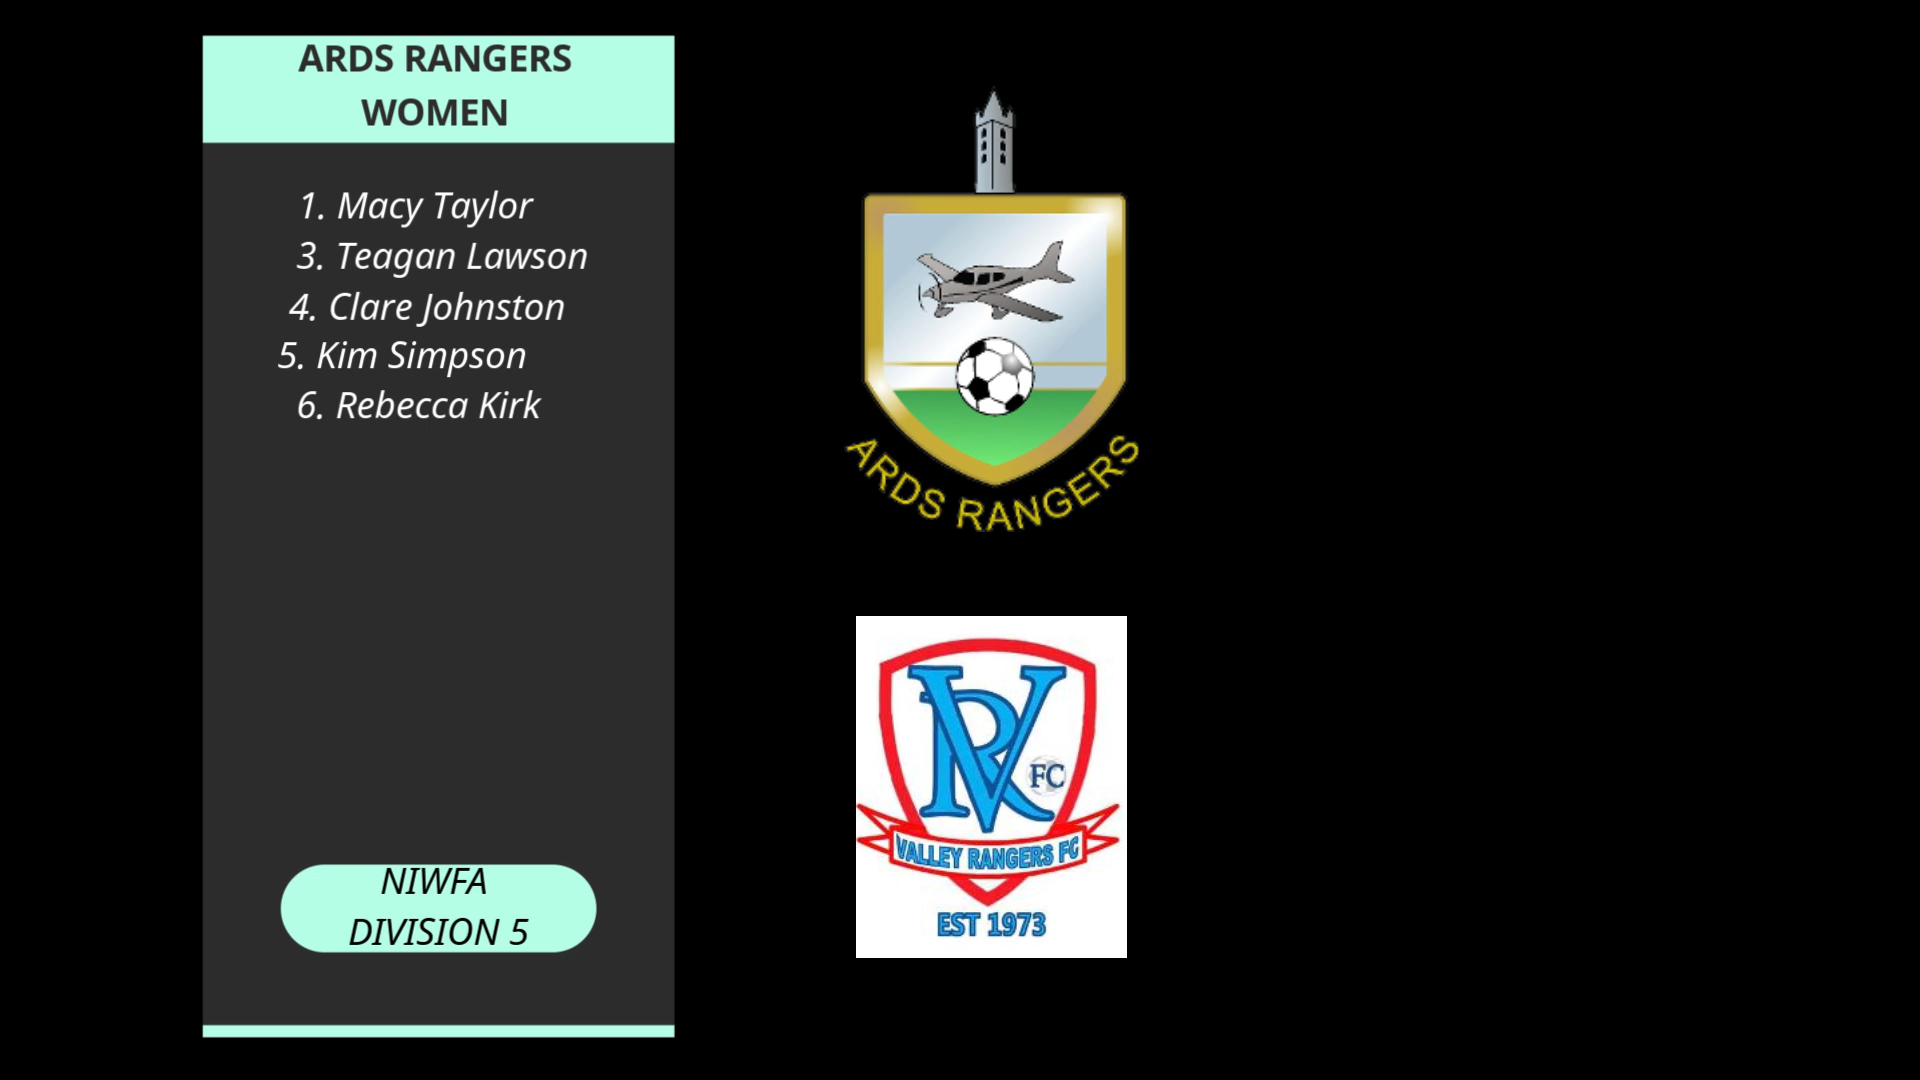 ARDS RANGERS
WOMEN
1. Macy Taylor
3. Teagan Lawson
4. Clare Johnston
5. Kim Simpson
6. Rebecca Kirk
NIWFA
DIVISION 5
ARDS RANGERS
VR
FC
VALLEY RANGERS FC
EST 1973